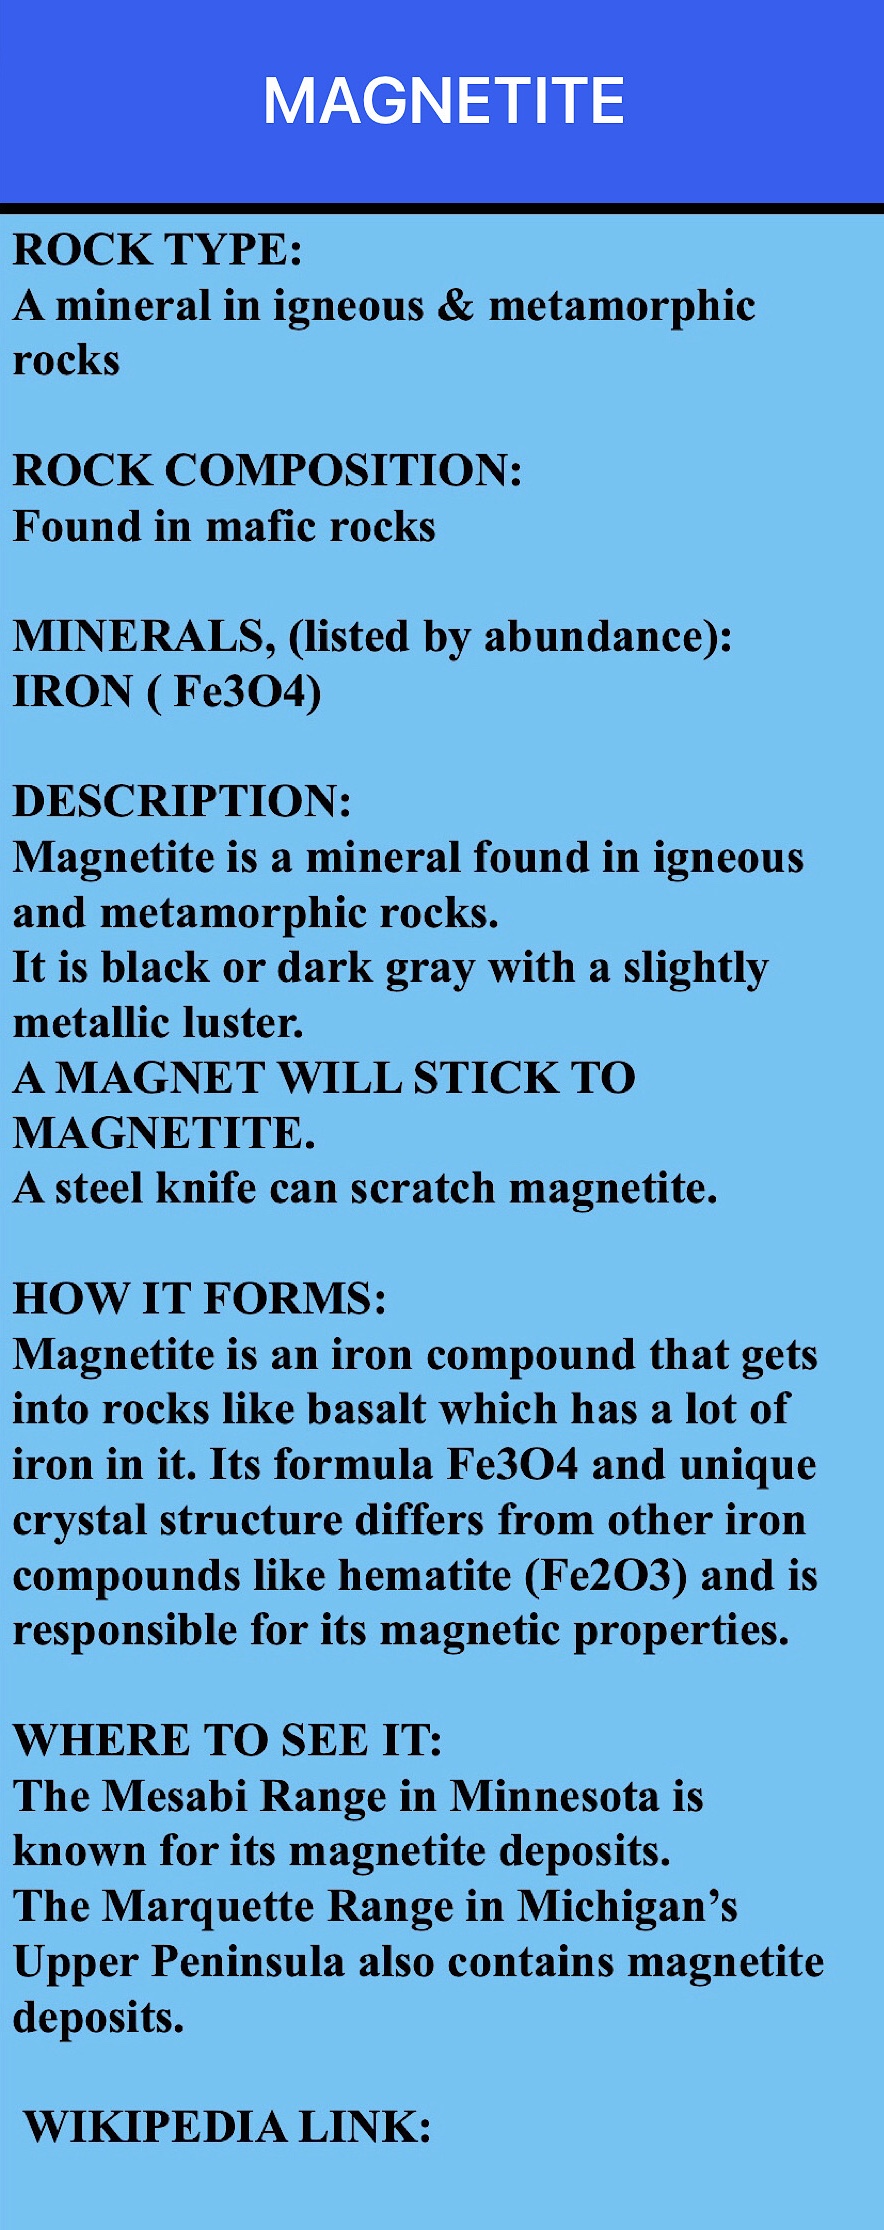 MAGNETITE
ROCK TYPE:
A mineral in igneous & metamorphic
rocks
ROCK COMPOSITION:
Found in mafic rocks
MINERALS, (listed by abundance):
IRON ( Fe3O4)
DESCRIPTION:
Magnetite is a mineral found in igneous
and metamorphic rocks.
It is black or dark gray with a slightly
metallic luster.
A MAGNET WILL STICK TO
MAGNETITE.
A steel knife can scratch magnetite.
HOW IT FORMS:
Magnetite is an iron compound that gets
into rocks like basalt which has a lot of
iron in it. Its formula Fe3O4 and unique
crystal structure differs from other iron
compounds like hematite (Fe2O3) and is
responsible for its magnetic properties.
WHERE TO SEE IT:
The Mesabi Range in Minnesota is
known for its magnetite deposits.
The Marquette Range in Michigan’s
Upper Peninsula also contains magnetite
deposits.
WIKIPEDIA LINK: